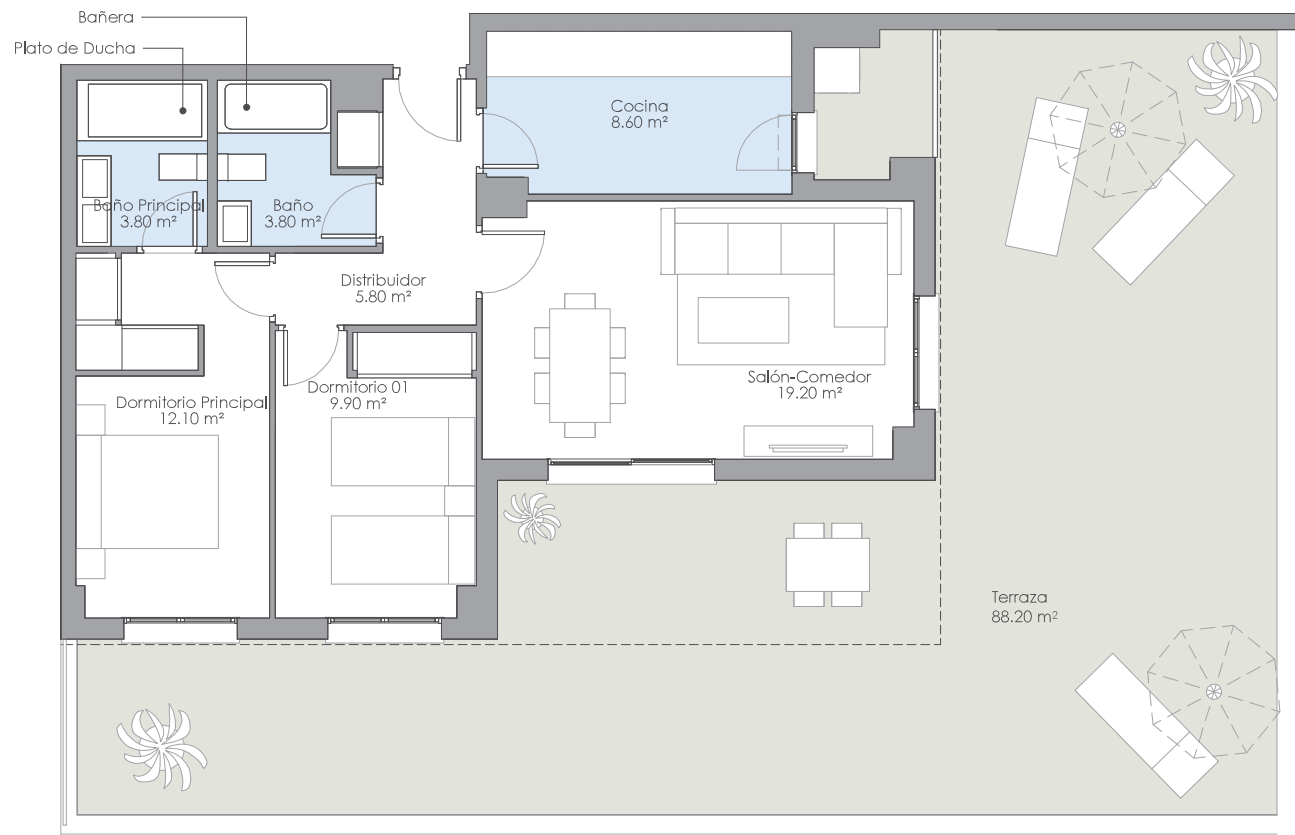 Bañera
Plato de Ducha
Cocina
8.60 m²
Baño Principal
3.80 m²
Baño
3.80 m²
Distribuidor
5.80 m²
Salón-Comedor
19.20 m²
Dormitorio 01
9.90 m²
Dormitorio Principal
12.10 m²
Terraza
88.20 m²